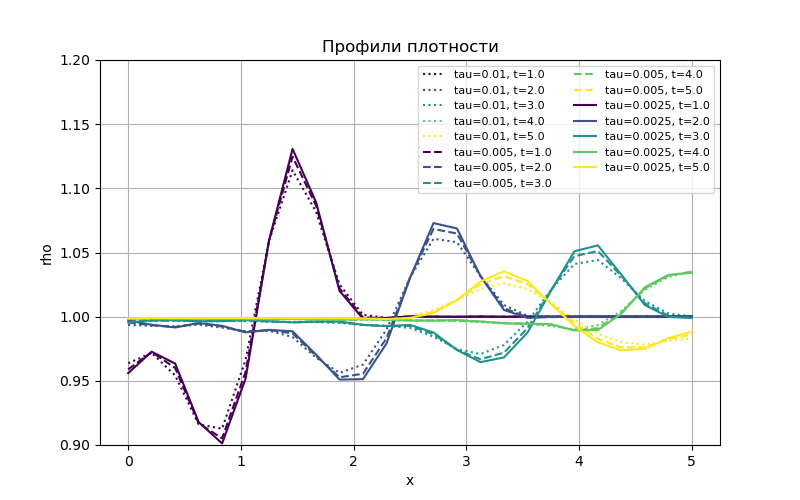 Профили плотности
tau=0.01, t=1.0
tau=0.01, t=2.0
tau=0.01, t=3.0
tau=0.01, t=4.0
tau=0.01, t=5.0
tau=0.005, t=1.0
tau=0.005, t=2.0
tau=0.005, t=3.0
tau=0.005, t=4.0
tau=0.005, t=5.0
tau=0.0025, t=1.0
tau=0.0025, t=2.0
tau=0.0025, t=3.0
tau=0.0025, t=4.0
tau=0.0025, t=5.0
1.20
1.15
1.10
1.05
1.00
0.95
0.90
rho
0 1 2 3 4 5
x